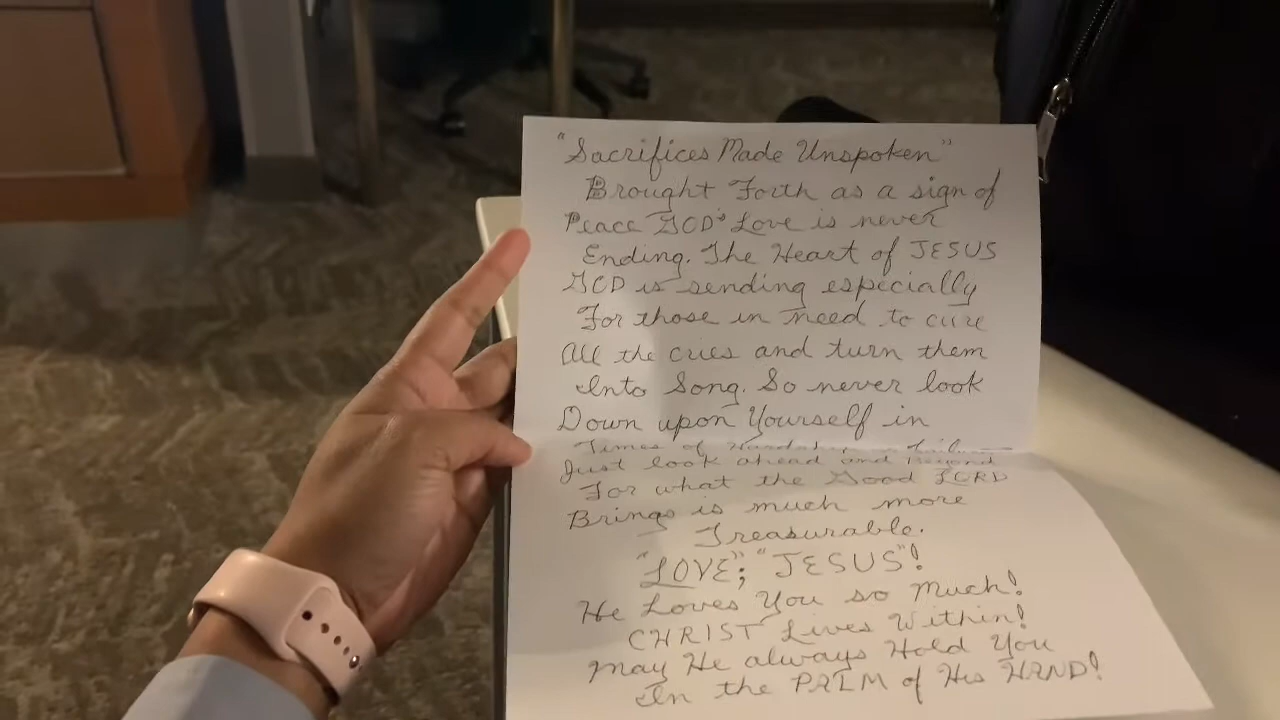 "Sacrifices Made Unspoken"
Brought Forth as a sign of
Peace GOD's Love is never
Ending. The Heart of JESUS
GOD is sending especially
For those in need to cure
All the cries and turn them
Into Song. So never look
Down upon Yourself in
Times of Hardship
Just look ahead and Beyond
For what the Good LORD
Brings is much more
Treasurable.
"LOVE"; "JESUS"!
He Loves You so Much!
CHRIST Lives Within!
May He always Hold You
In the PALM of His HAND!